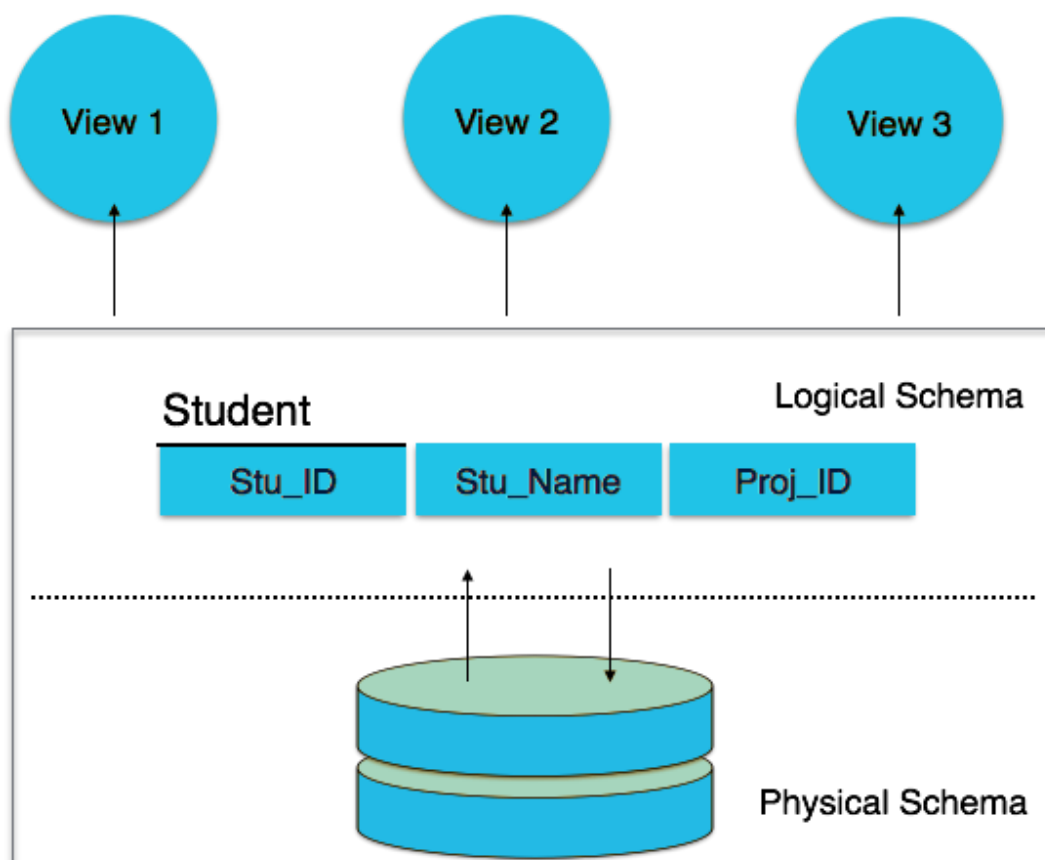 View 1
View 2
View 3
Logical Schema
Student
Stu_ID
Stu_Name
Proj_ID
Physical Schema